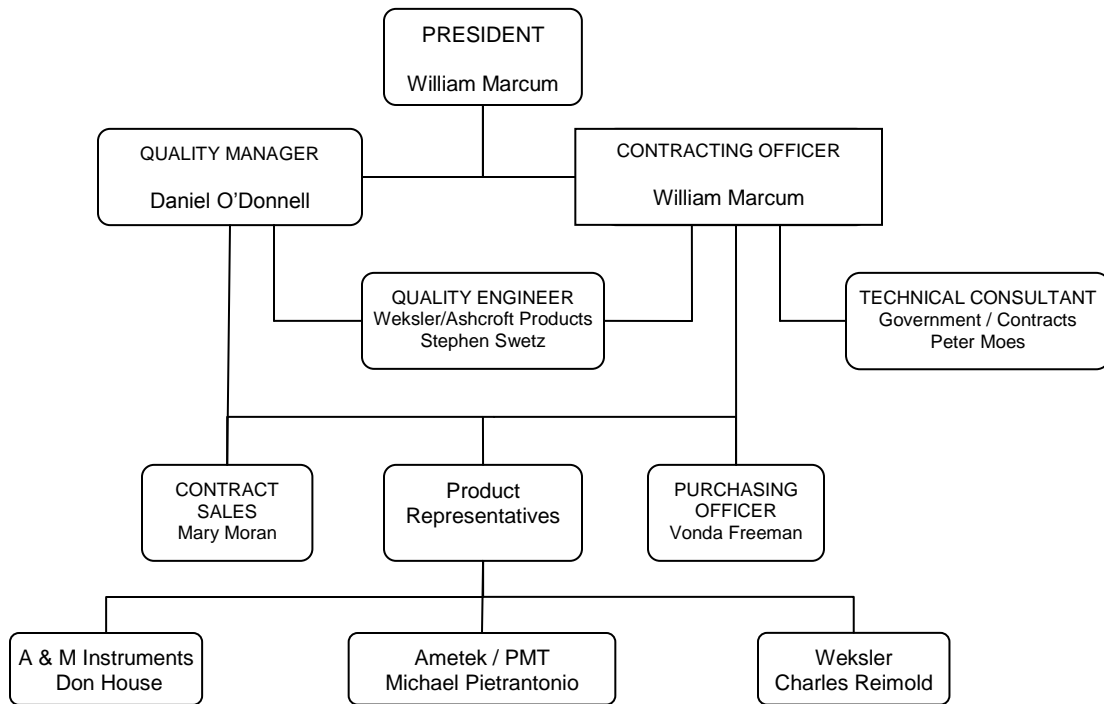 PRESIDENT
William Marcum
QUALITY MANAGER
Daniel O'Donnell
CONTRACTING OFFICER
William Marcum
QUALITY ENGINEER
Weksler/Ashcroft Products
Stephen Swetz
TECHNICAL CONSULTANT
Government / Contracts
Peter Moes
CONTRACT
SALES
Mary Moran
Product
Representatives
PURCHASING
OFFICER
Vonda Freeman
A & M Instruments
Don House
Ametek / PMT
Michael Pietrantonio
Weksler
Charles Reimold